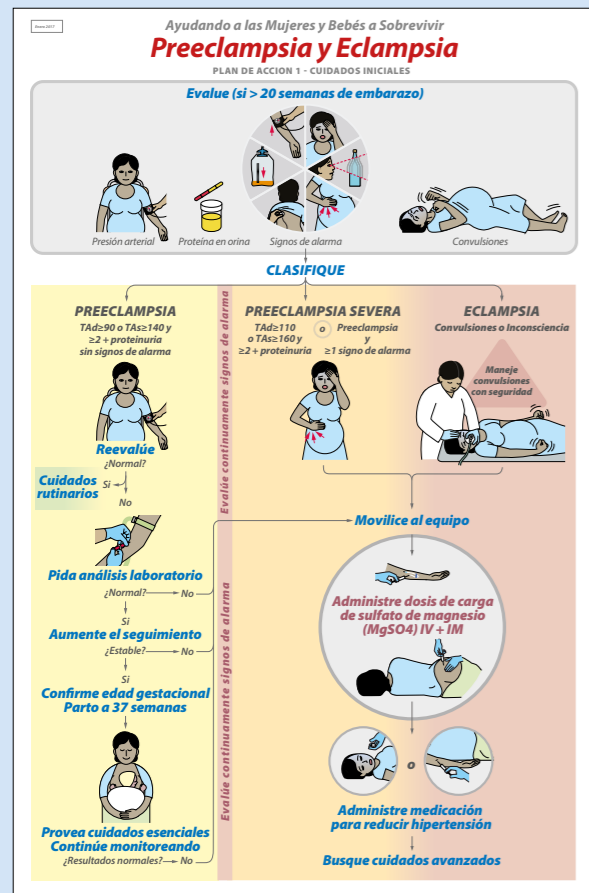 Enero 2017
Ayudando a las Mujeres y Bebés a Sobrevivir
Preeclampsia y Eclampsia
PLAN DE ACCION 1 - CUIDADOS INICIALES
Evalue (si > 20 semanas de embarazo)
Presión arterial
Proteína en orina
Signos de alarma
Convulsiones
CLASIFIQUE
PREECLAMPSIA
TAd≥90 o TAs≥140 y
≥2 + proteinuria
sin signos de alarma
Reevalúe
¿Normal?
Cuidados
rutinarios
Si
No
Pida análisis laboratorio
¿Normal?
No
Si
Aumente el seguimiento
¿Estable?
No
Si
Confirme edad gestacional
Parto a 37 semanas
Provea cuidados esenciales
Continúe monitoreando
¿Resultados normales?
No
Evalúe continuamente signos de alarma
Evalúe continuamente signos de alarma
PREECLAMPSIA SEVERA
TAd≥110
o TAs≥160 y
≥2 + proteinuria
o
Preeclampsia
y
≥1 signo de alarma
ECLAMPSIA
Convulsiones o Inconsciencia
Maneje
convulsiones
con seguridad
Movilice al equipo
Administre dosis de carga
de sulfato de magnesio
(MgSO4) IV + IM
o
Administre medicación
para reducir hipertensión
Busque cuidados avanzados